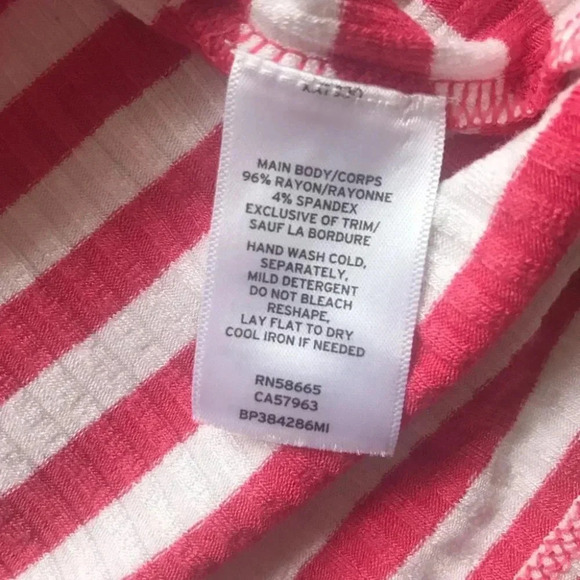 MAIN BODY/CORPS
96% RAYON/RAYONNE
4% SPANDEX
EXCLUSIVE OF TRIM/
SAUF LA BORDURE
HAND WASH COLD,
SEPARATELY,
MILD DETERGENT
DO NOT BLEACH
RESHAPE,
LAY FLAT TO DRY
COOL IRON IF NEEDED
RN58665
CA57963
BP384286MI